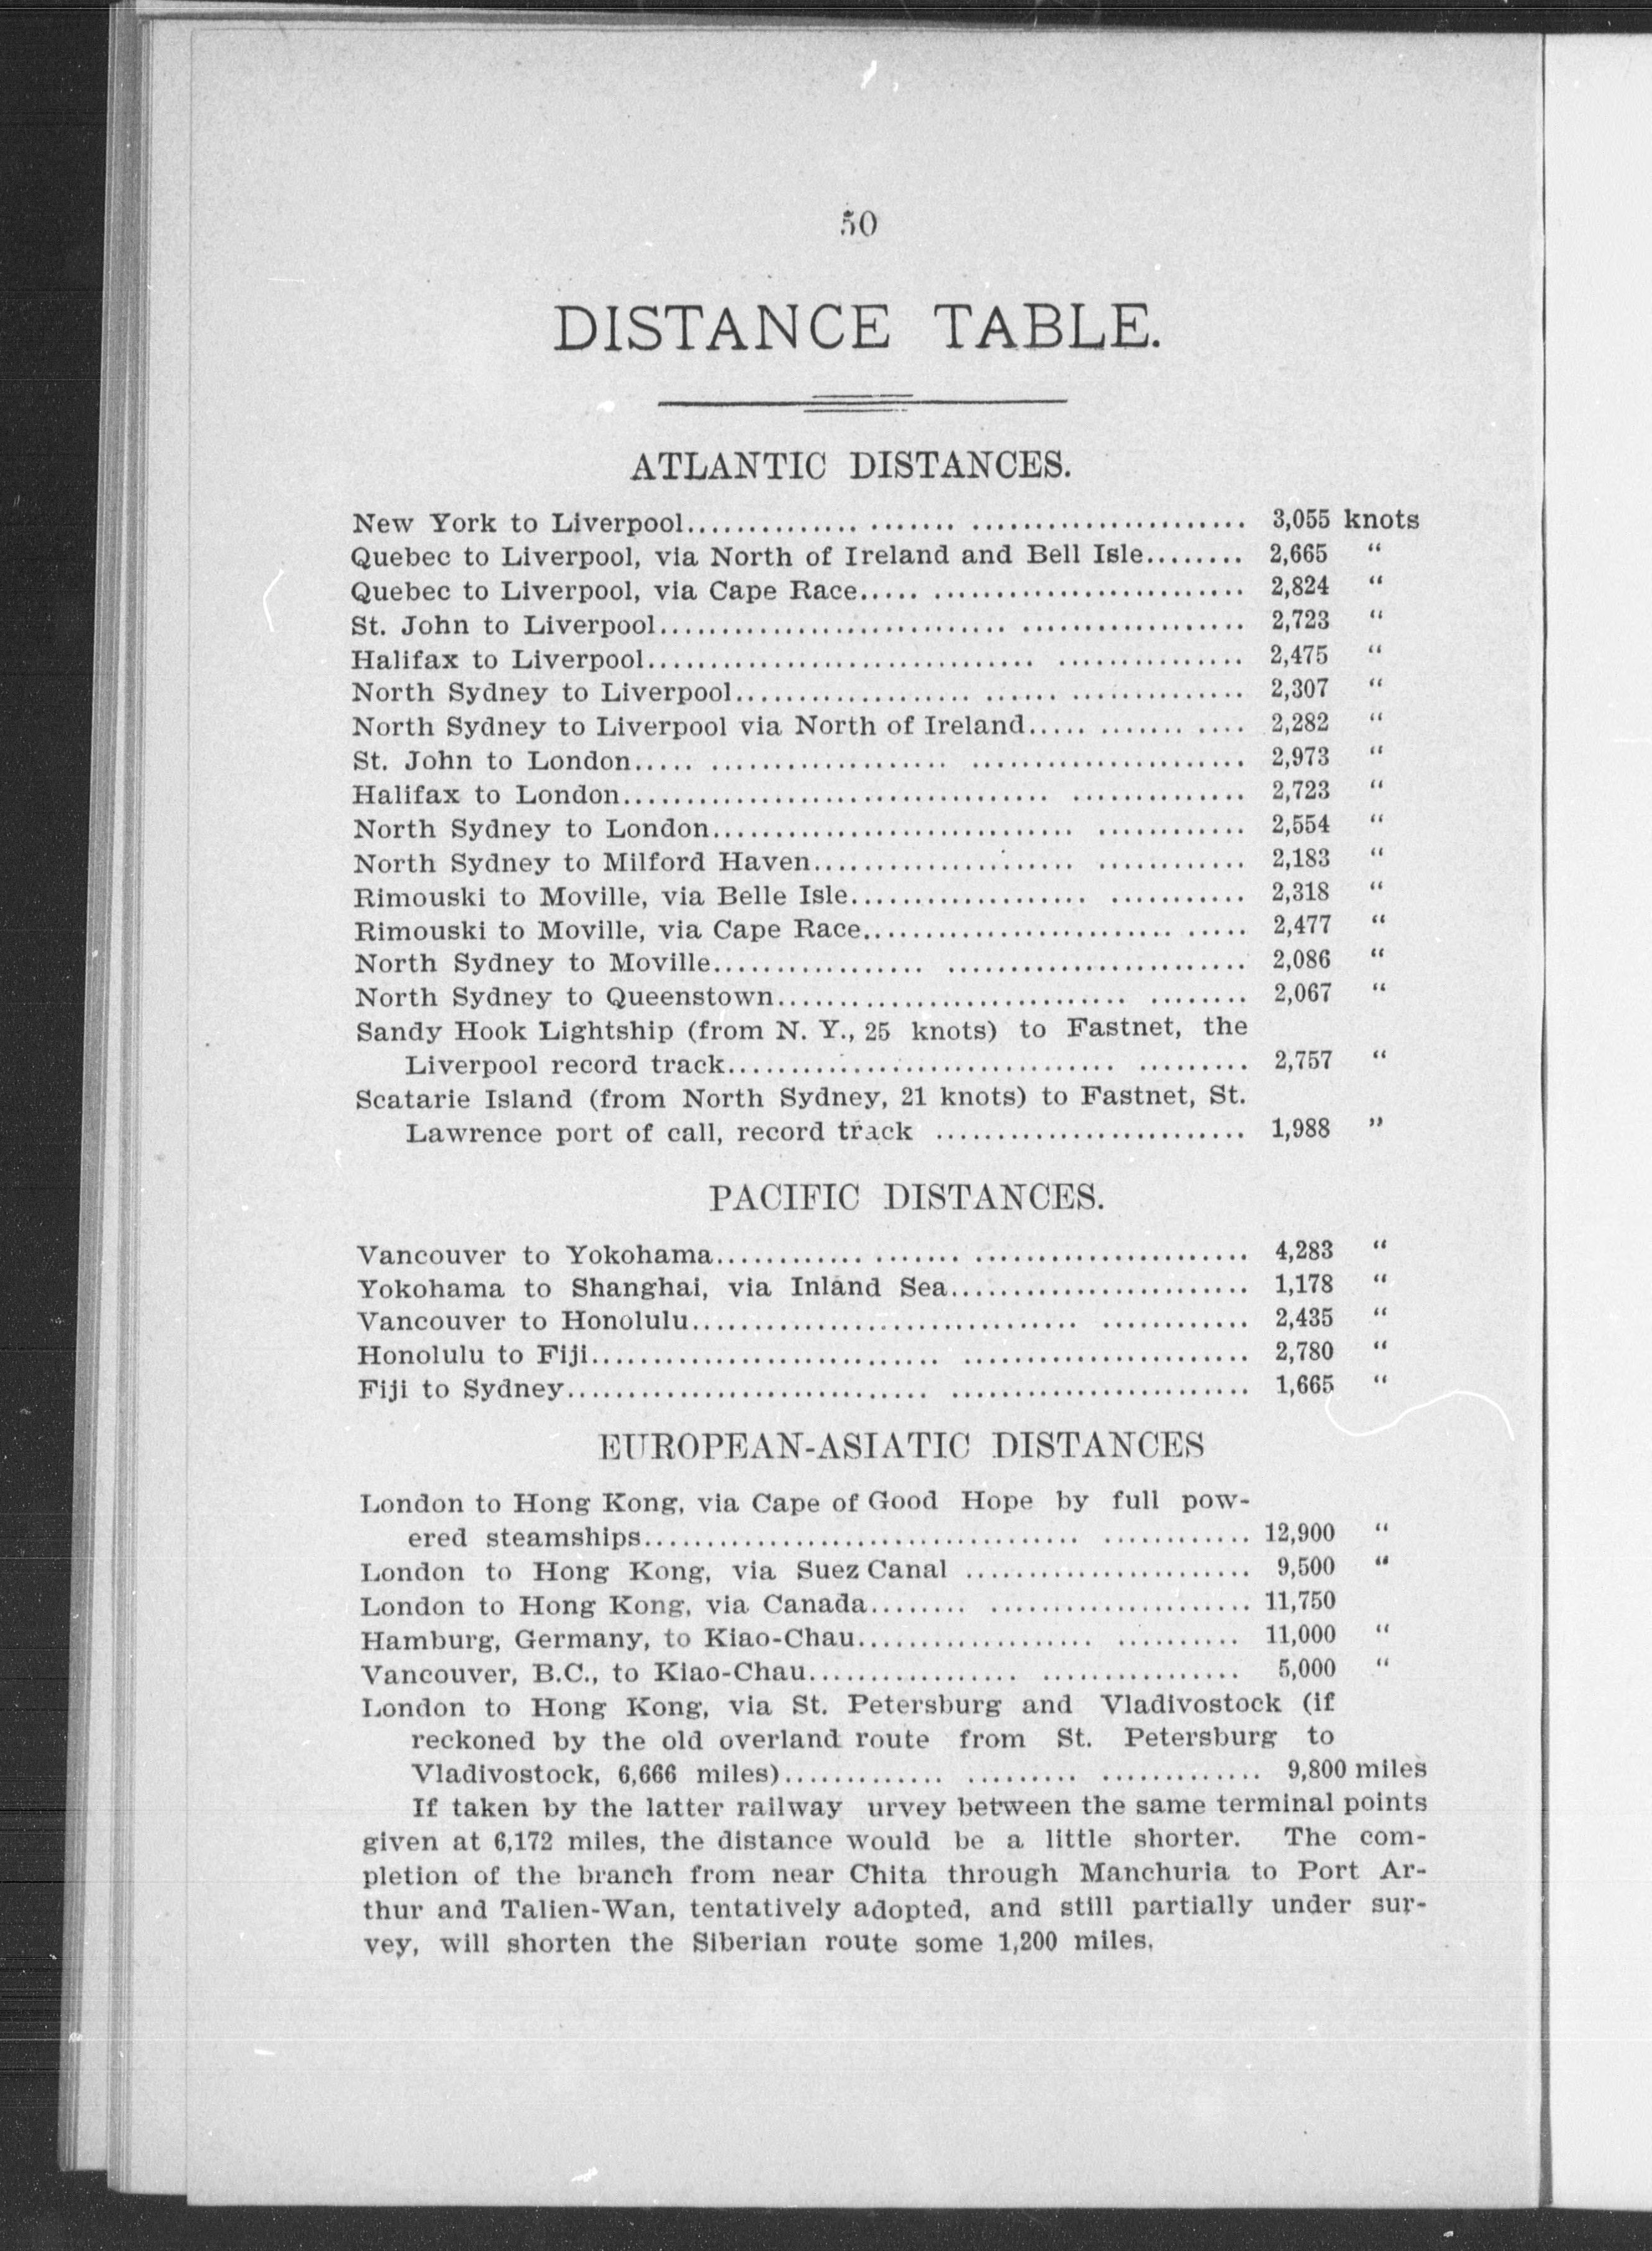 50
DISTANCE TABLE.
ATLANTIC DISTANCES.
New York to Liverpool.............. ....... ...................... 3,055 knots
Quebec to Liverpool, via North of Ireland and Bell Isle........ 2,665 “
Quebec to Liverpool, via Cape Race..... ......................... 2,824 “
St. John to Liverpool............................ .................. 2,723 “
Halifax to Liverpool............................... ............... 2,475 “
North Sydney to Liverpool................... ...... .............. 2,307 “
North Sydney to Liverpool via North of Ireland..... ....... .... 2,282 “
St. John to London..... ................... ...................... 2,973 “
Halifax to London.................................. .............. 2,723 “
North Sydney to London............................. ............ 2,554 “
North Sydney to Milford Haven..................... ............ 2,183 “
Rimouski to Moville, via Belle Isle................... ........... 2,318 “
Rimouski to Moville, via Cape Race......................... ..... 2,477 “
North Sydney to Moville................. ........................ 2,086 “
North Sydney to Queenstown............................ ........ 2,067 “
Sandy Hook Lightship (from N. Y., 25 knots) to Fastnet, the
Liverpool record track............................... ......... 2,757 “
Scatarie Island (from North Sydney, 21 knots) to Fastnet, St.
Lawrence port of call, record track ......................... 1,988 ”
PACIFIC DISTANCES.
Vancouver to Yokohama............ ....... ...................... 4,283 “
Yokohama to Shanghai, via Inland Sea........................ 1,178 “
Vancouver to Honolulu............................... ............ 2,435 “
Honolulu to Fiji............................ ....................... 2,780 “
Fiji to Sydney............................. ........................ 1,665 “
EUROPEAN-ASIATIC DISTANCES
London to Hong Kong, via Cape of Good Hope by full pow-
ered steamships................................... ............ 12,900 “
London to Hong Kong, via Suez Canal ....................... 9,500 “
London to Hong Kong, via Canada........ ..................... 11,750
Hamburg, Germany, to Kiao-Chau................... .......... 11,000 “
Vancouver, B.C., to Kiao-Chau................. ................ 5,000 “
London to Hong Kong, via St. Petersburg and Vladivostock (if
reckoned by the old overland route from St. Petersburg to
Vladivostock, 6,666 miles)............. ......... ............. 9,800 miles
If taken by the latter railway urvey between the same terminal points
given at 6,172 miles, the distance would be a little shorter. The com-
pletion of the branch from near Chita through Manchuria to Port Ar-
thur and Talien-Wan, tentatively adopted, and still partially under sur-
vey, will shorten the Siberian route some 1,200 miles.